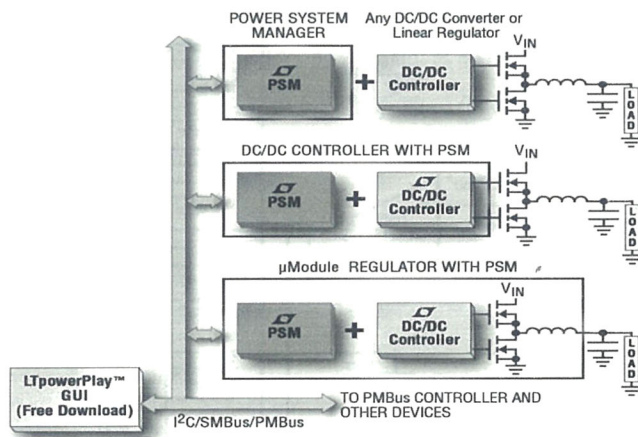 POWER SYSTEM
MANAGER
Any DC/DC Converter or
Linear Regulator
PSM
+
DC/DC
Controller
VIN
LOAD
DC/DC CONTROLLER WITH PSM
PSM
+
DC/DC
Controller
VIN
LOAD
µModule REGULATOR WITH PSM
PSM
+
DC/DC
Controller
VIN
LOAD
LTpowerPlay™
GUI
(Free Download)
I²C/SMBus/PMBus
TO PMBus CONTROLLER AND
OTHER DEVICES